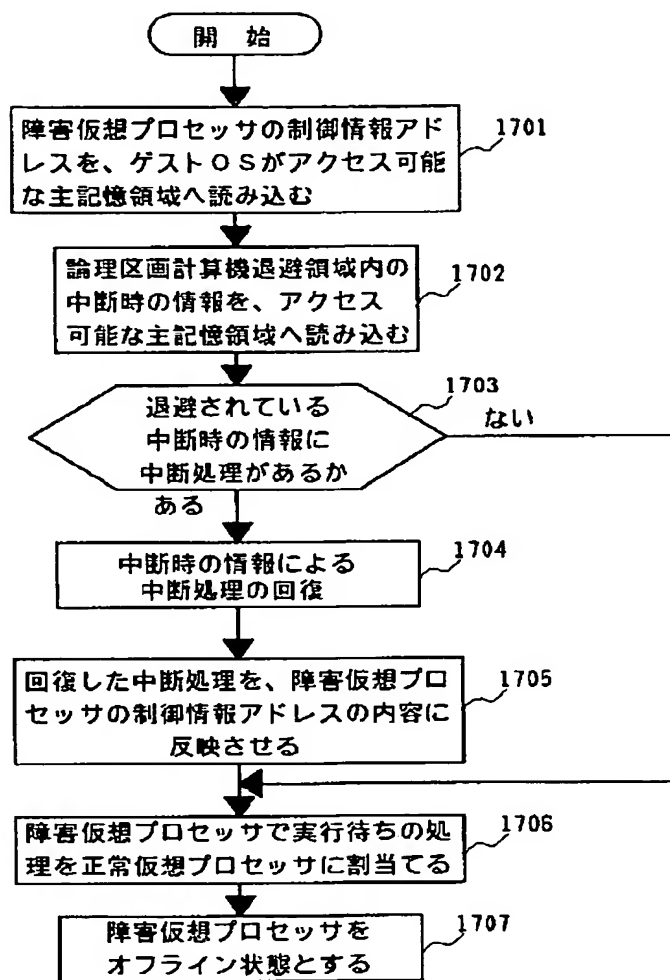 開 始
障害仮想プロセッサの制御情報アド
レスを、ゲストOSがアクセス可能
な主記憶領域へ読み込む
1701
論理区画計算機退避領域内の
中断時の情報を、アクセス
可能な主記憶領域へ読み込む
1702
退避されている
中断時の情報に
中断処理があるか
1703
ない
ある
中断時の情報による
中断処理の回復
1704
回復した中断処理を、障害仮想プロ
セッサの制御情報アドレスの内容に
反映させる
1705
障害仮想プロセッサで実行待ちの処
理を正常仮想プロセッサに割当てる
1706
障害仮想プロセッサを
オフライン状態とする
1707